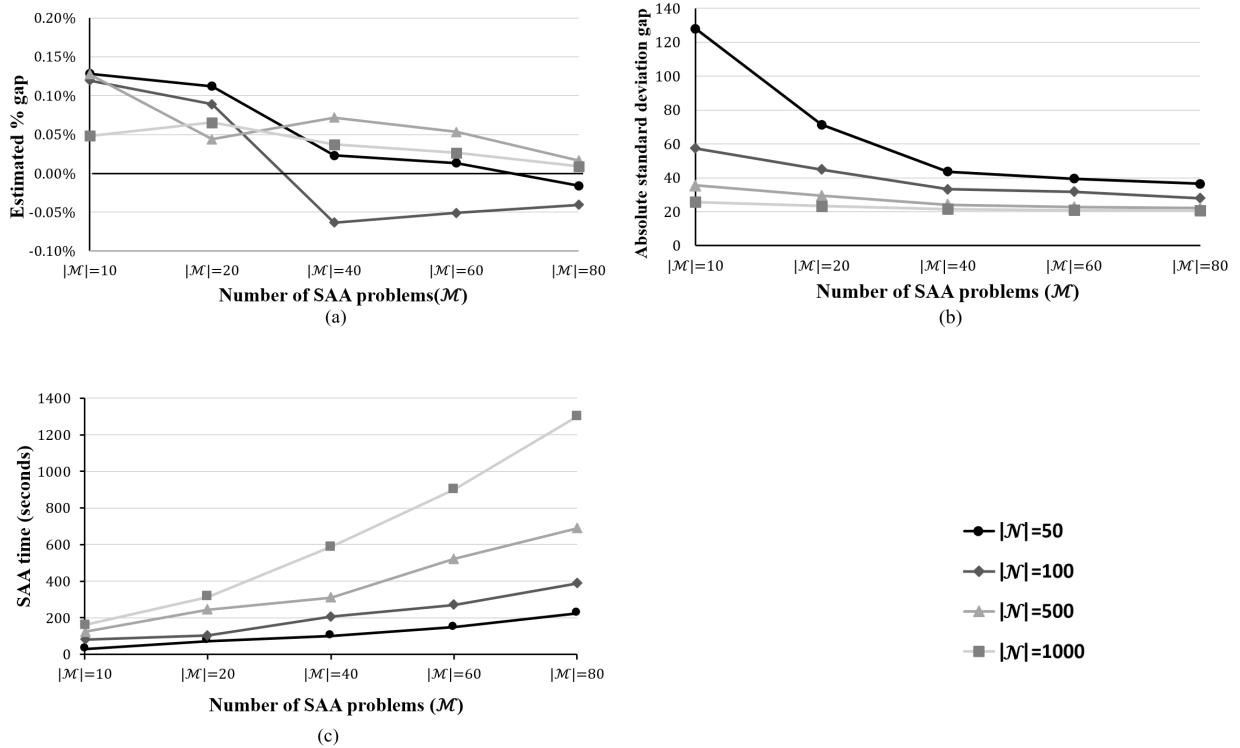 Estimated % gap
0.20%
0.15%
0.10%
0.05%
0.00%
-0.05%
-0.10%
|ℳ|=10 |ℳ|=20 |ℳ|=40 |ℳ|=60 |ℳ|=80
Number of SAA problems(ℳ)
(a)
Absolute standard deviation gap
140
120
100
80
60
40
20
0
|ℳ|=10 |ℳ|=20 |ℳ|=40 |ℳ|=60 |ℳ|=80
Number of SAA problems (ℳ)
(b)
SAA time (seconds)
1400
1200
1000
800
600
400
200
0
|ℳ|=10 |ℳ|=20 |ℳ|=40 |ℳ|=60 |ℳ|=80
Number of SAA problems (ℳ)
(c)
|𝒩|=50
|𝒩|=100
|𝒩|=500
|𝒩|=1000